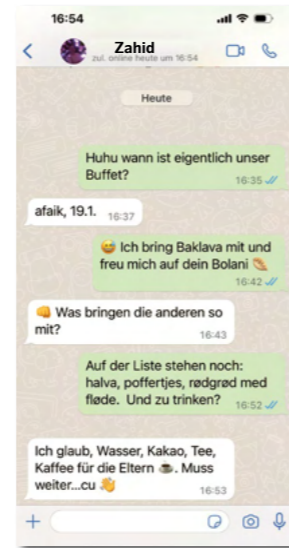 16:54
Zahid
zul. online heute um 16:54
Heute
Huhu wann ist eigentlich unser
Buffet?
16:35
afaik, 19.1. 16:37
😅 Ich bring Baklava mit und
freu mich auf dein Bolani 🫓
16:42
👊 Was bringen die anderen so
mit?
16:43
Auf der Liste stehen noch:
halva, poffertjes, rødgrød med
fløde. Und zu trinken?
16:52
Ich glaub, Wasser, Kakao, Tee,
Kaffee für die Eltern ☕. Muss
weiter...cu 👋
16:53